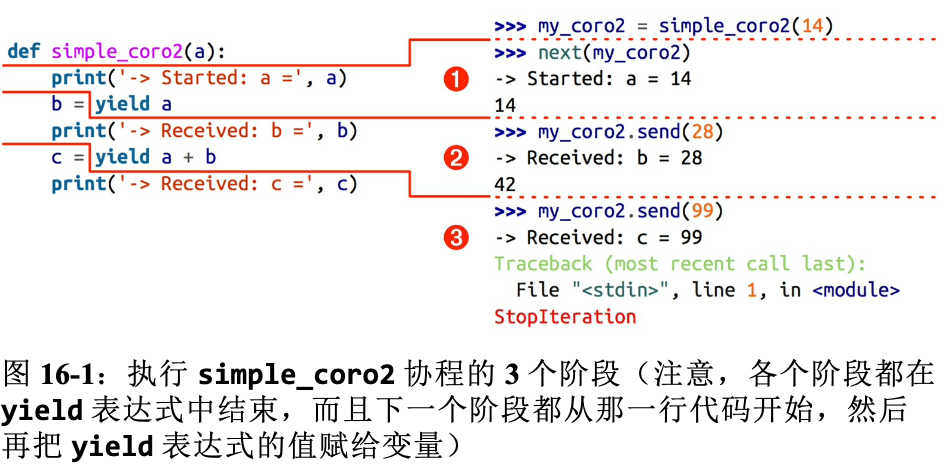 def simple_coro2(a):
    print('-> Started: a =', a)
    b = yield a
    print('-> Received: b =', b)
    c = yield a + b
    print('-> Received: c =', c)
>>> my_coro2 = simple_coro2(14)
>>> next(my_coro2)
❶
-> Started: a = 14
14
>>> my_coro2.send(28)
❷
-> Received: b = 28
42
>>> my_coro2.send(99)
❸
-> Received: c = 99
Traceback (most recent call last):
  File "<stdin>", line 1, in <module>
StopIteration
图 16-1：执行 simple_coro2 协程的 3 个阶段（注意，各个阶段都在
yield 表达式中结束，而且下一个阶段都从那一行代码开始，然后
再把 yield 表达式的值赋给变量）